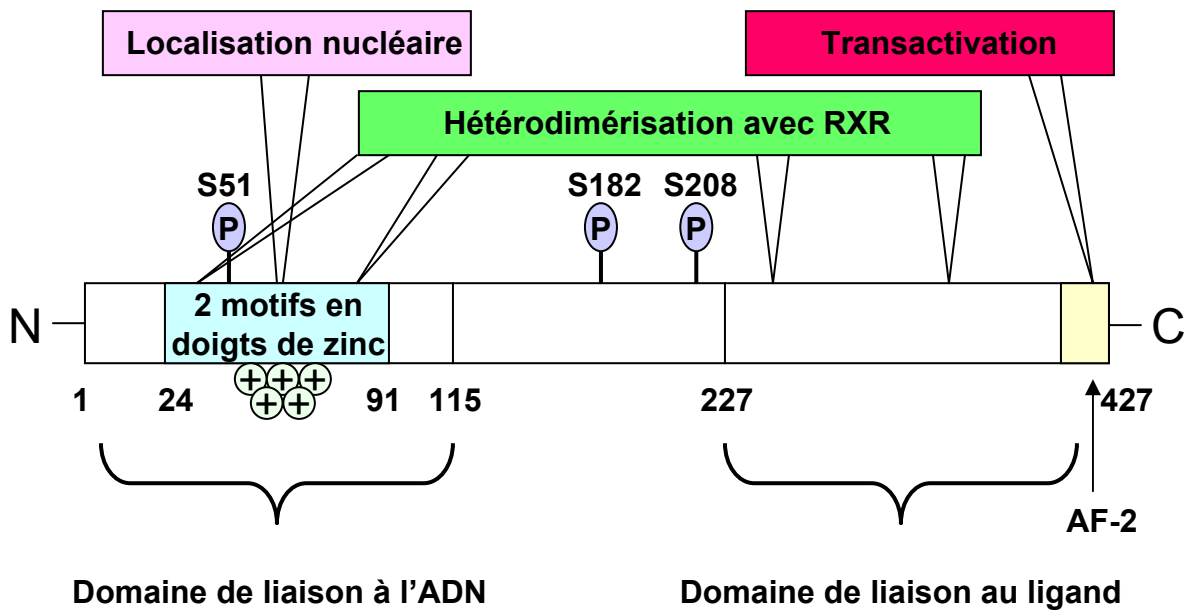 Localisation nucléaire
Transactivation
Hétérodimérisation avec RXR
S51
S182
S208
P
P
P
N
2 motifs en
doigts de zinc
C
+ + +
+ +
1
24
91
115
227
427
AF-2
Domaine de liaison à l’ADN
Domaine de liaison au ligand